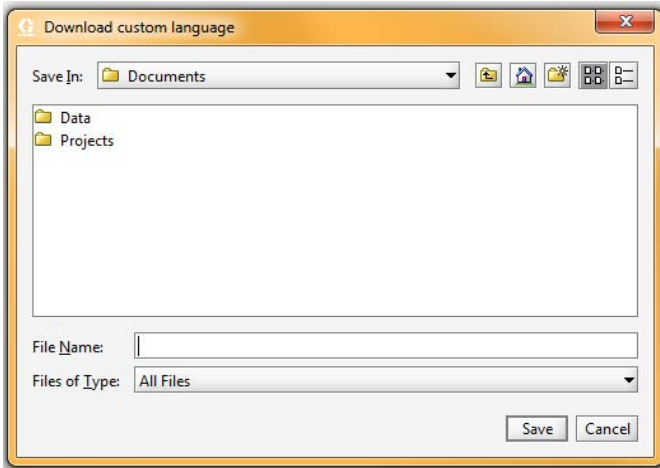 Download custom language
Save In: Documents
Data
Projects
File Name:
Files of Type: All Files
Save Cancel